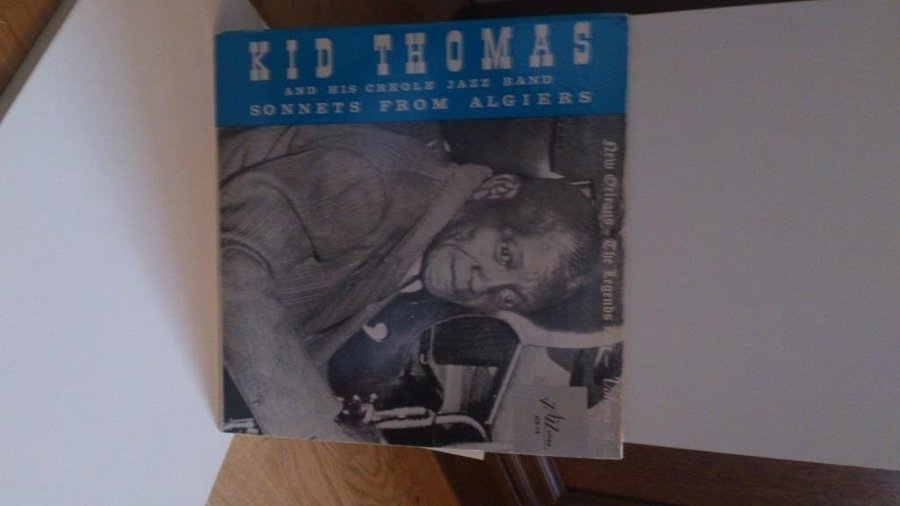 KID THOMAS
AND HIS CREOLE JAZZ BAND
SONNETS FROM ALGIERS
New Orleans - The Legends